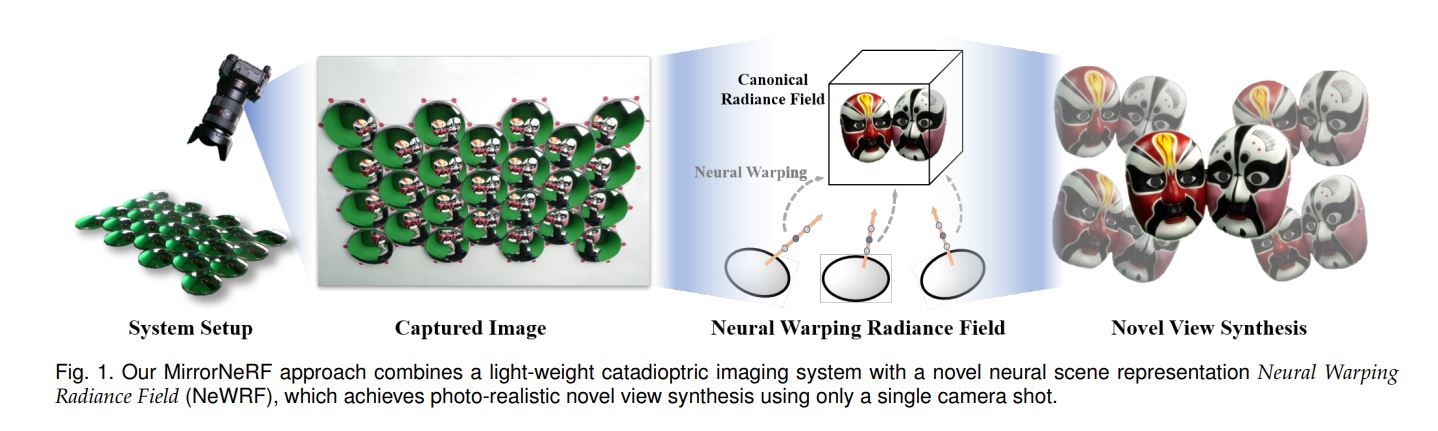 Canonical
Radiance Field
Neural Warping
System Setup
Captured Image
Neural Warping Radiance Field
Novel View Synthesis
Fig. 1. Our MirrorNeRF approach combines a light-weight catadioptric imaging system with a novel neural scene representation Neural Warping
Radiance Field (NeWRF), which achieves photo-realistic novel view synthesis using only a single camera shot.